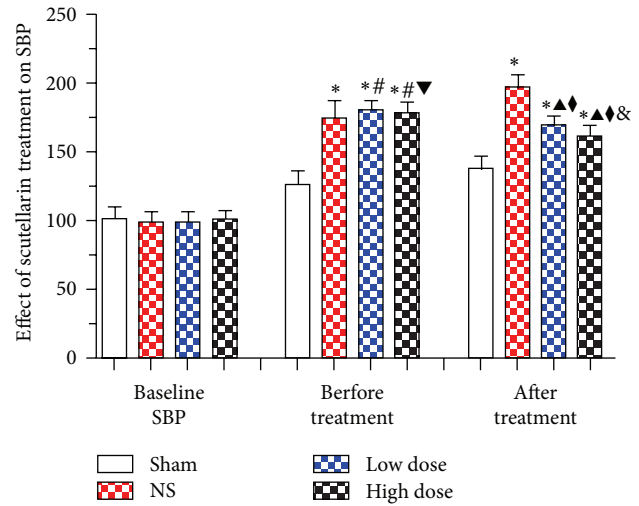 Effect of scutellarin treatment on SBP
250
200
150
100
50
0
*
*#
*#▼
*
*▲♦
*▲♦&
Baseline SBP
Berfore treatment
After treatment
Sham
NS
Low dose
High dose